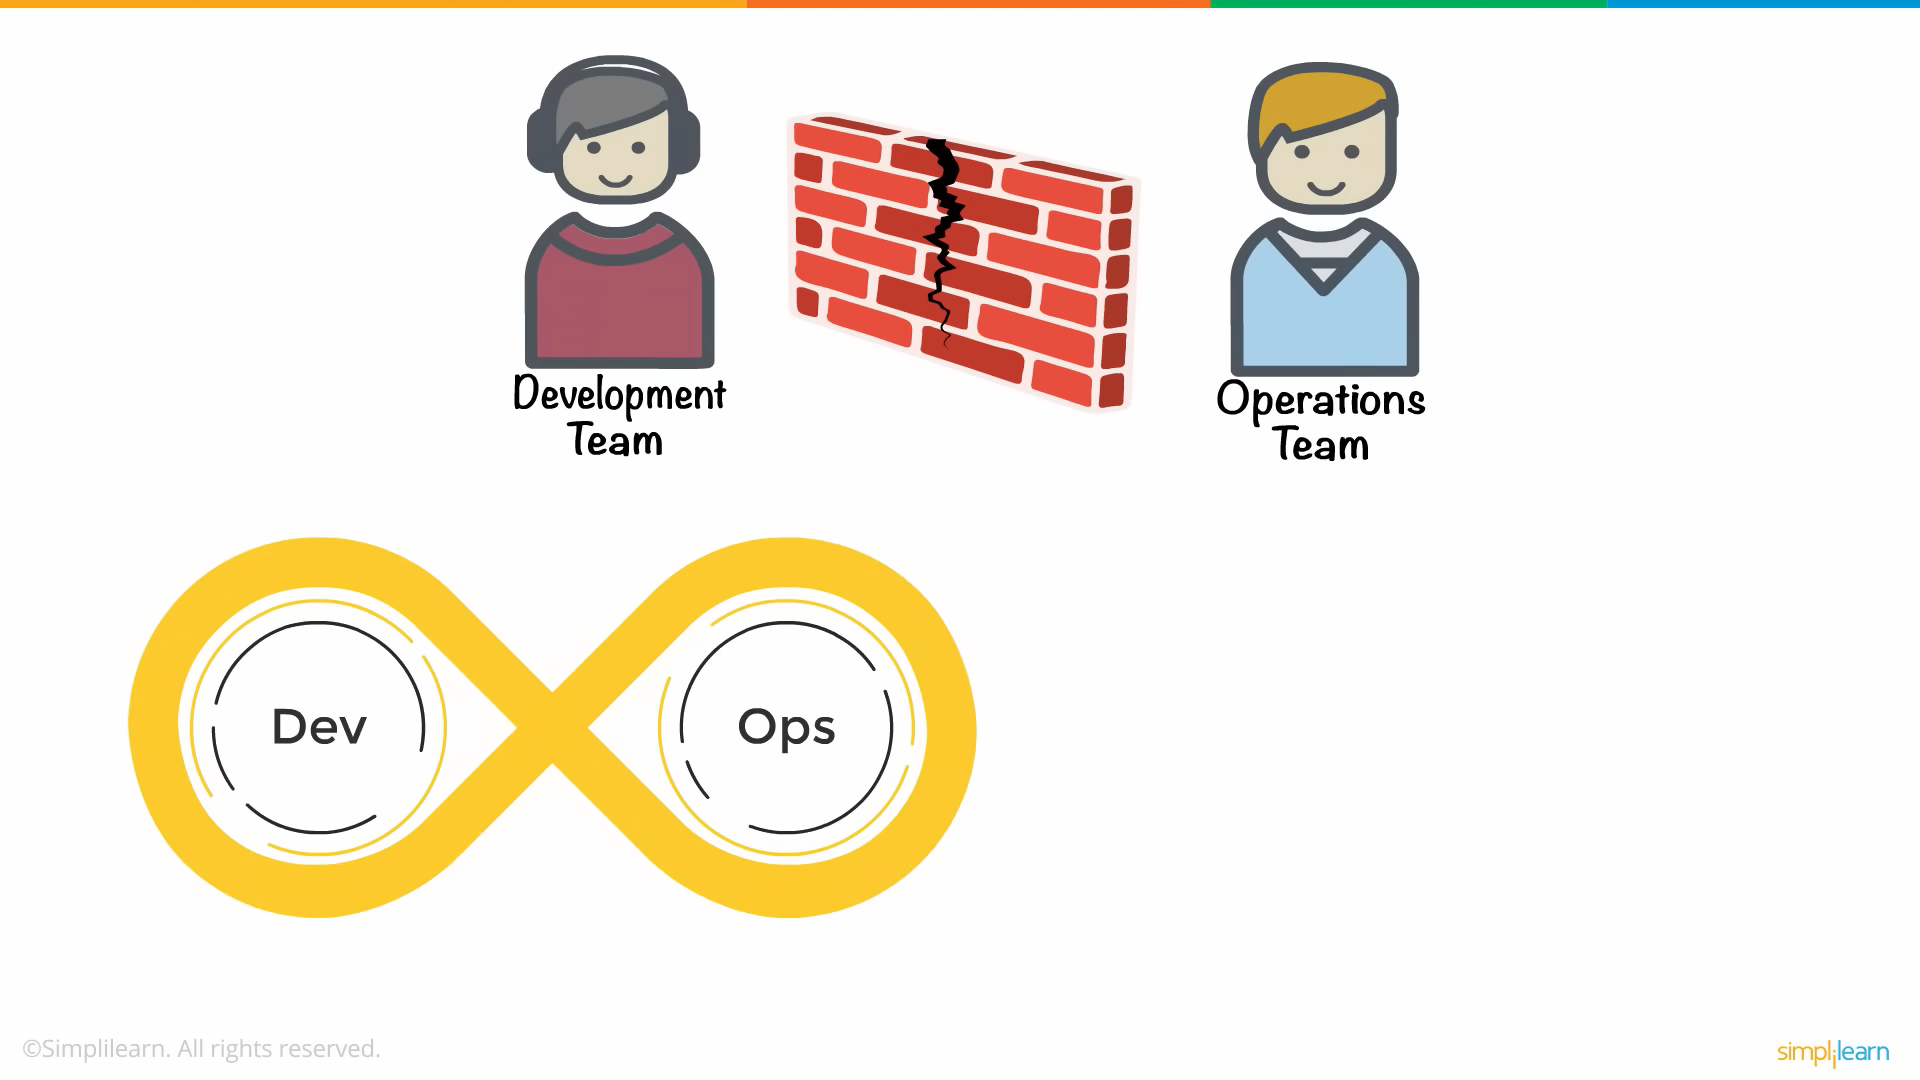 Development
Team
Operations
Team
Dev
Ops
©Simplilearn. All rights reserved.
simplilearn